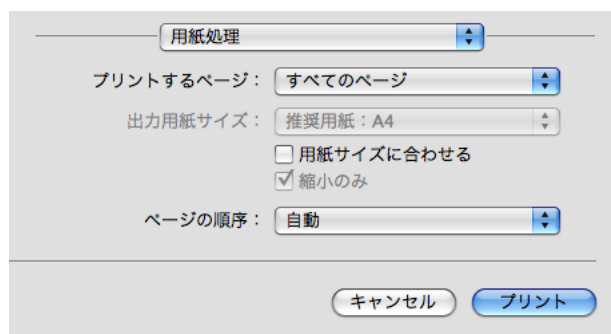 用紙処理
プリントするページ： すべてのページ
出力用紙サイズ： 推奨用紙：A4
用紙サイズに合わせる
縮小のみ
ページの順序： 自動
キャンセル プリント